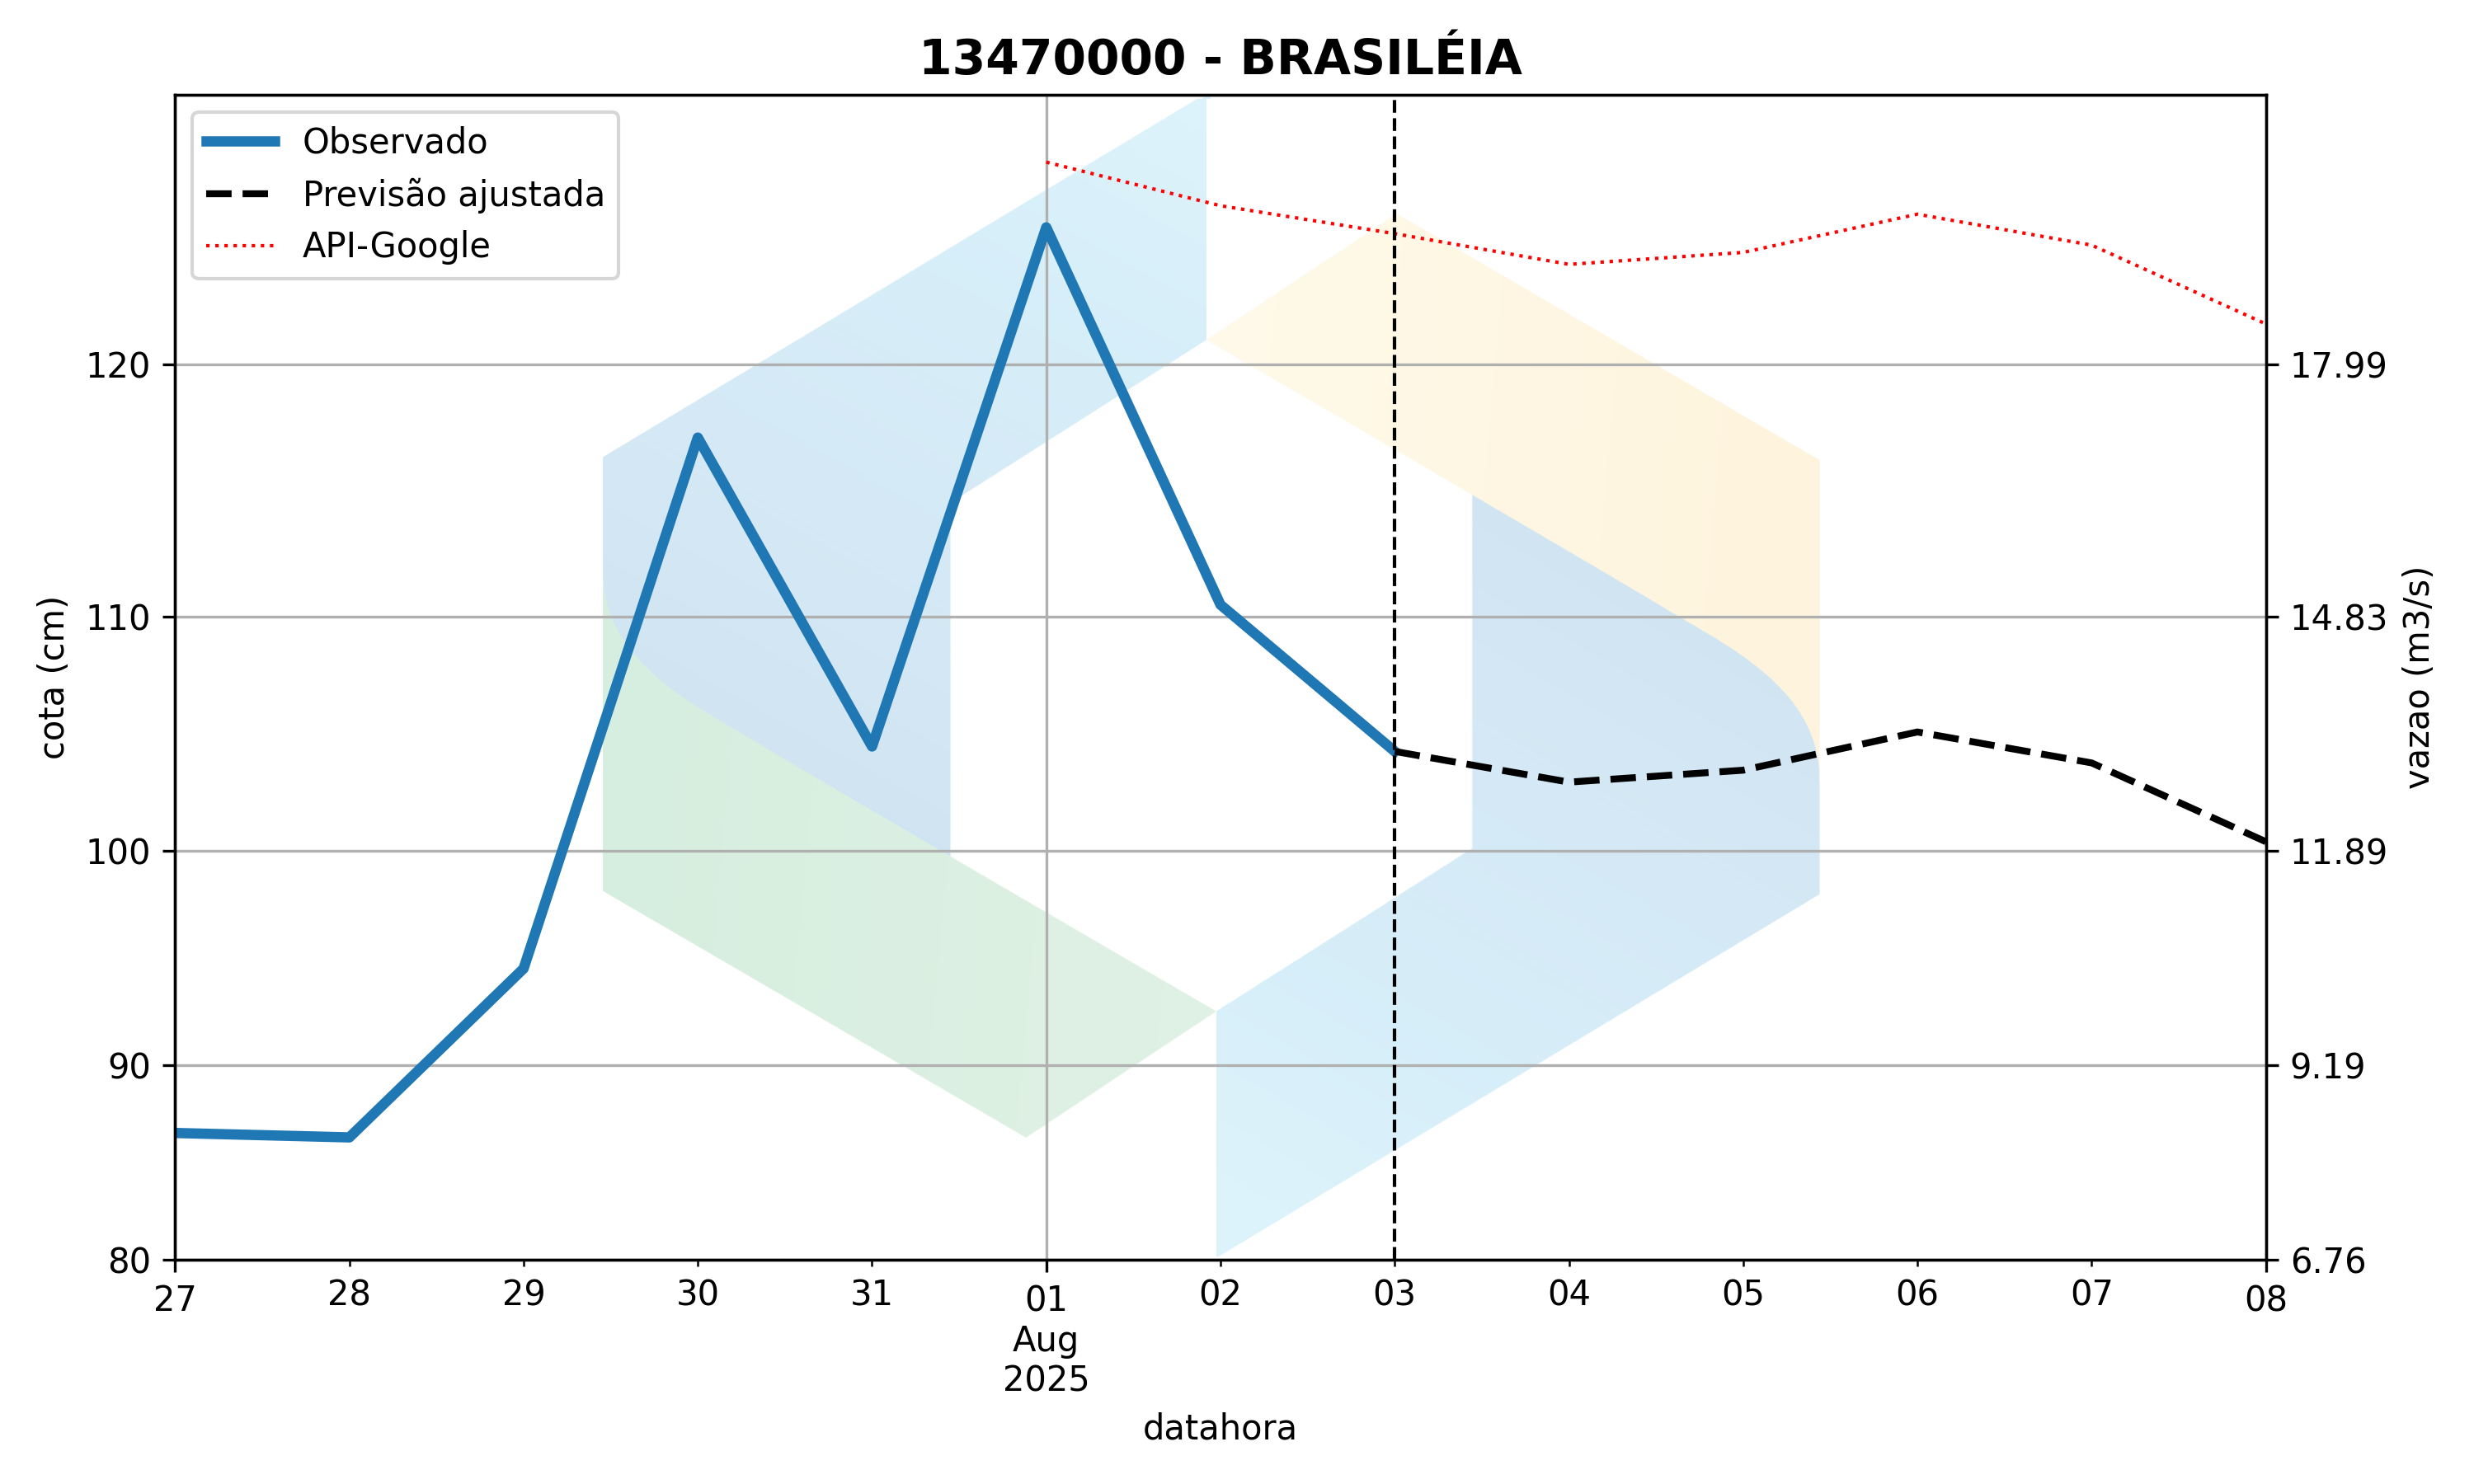 13470000 - BRASILÉIA
Observado
Previsão ajustada
API-Google
cota (cm)
120
110
100
90
80
17.99
14.83
11.89
9.19
6.76
vazao (m3/s)
27 28 29 30 31 01 02 03 04 05 06 07 08
Aug
2025
datahora